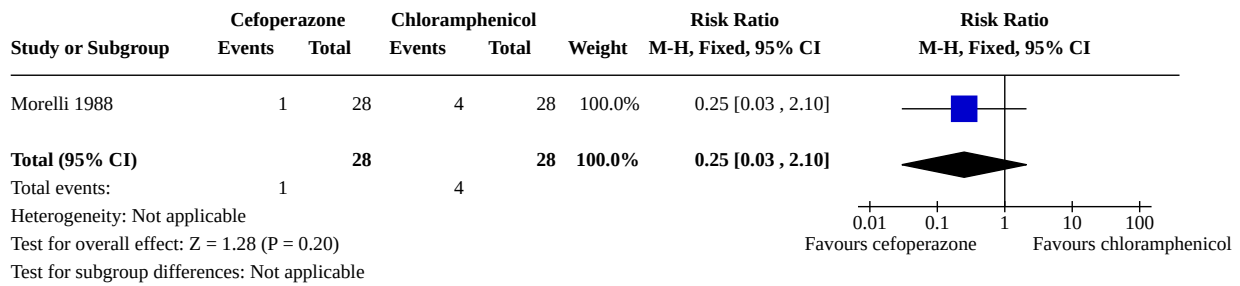 Cefoperazone Chloramphenicol Risk Ratio Risk Ratio
Study or Subgroup Events Total Events Total Weight M-H, Fixed, 95% CI M-H, Fixed, 95% CI
Morelli 1988 1 28 4 28 100.0% 0.25 [0.03 , 2.10]
Total (95% CI) 28 28 100.0% 0.25 [0.03 , 2.10]
Total events: 1 4
Heterogeneity: Not applicable 0.01 0.1 1 10 100
Test for overall effect: Z = 1.28 (P = 0.20) Favours cefoperazone Favours chloramphenicol
Test for subgroup differences: Not applicable